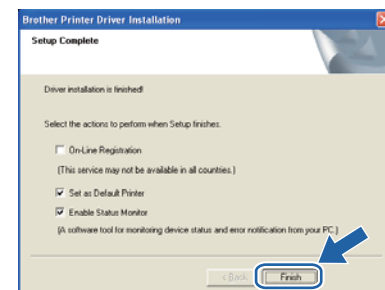 Brother Printer Driver Installation
Setup Complete
Driver installation is finished!
Select the actions to perform when Setup finishes.
On-Line Registration
(This service may not be available in all countries.)
Set as Default Printer
Enable Status Monitor
(A software tool for monitoring device status and error notification from your PC.)
< Back Finish